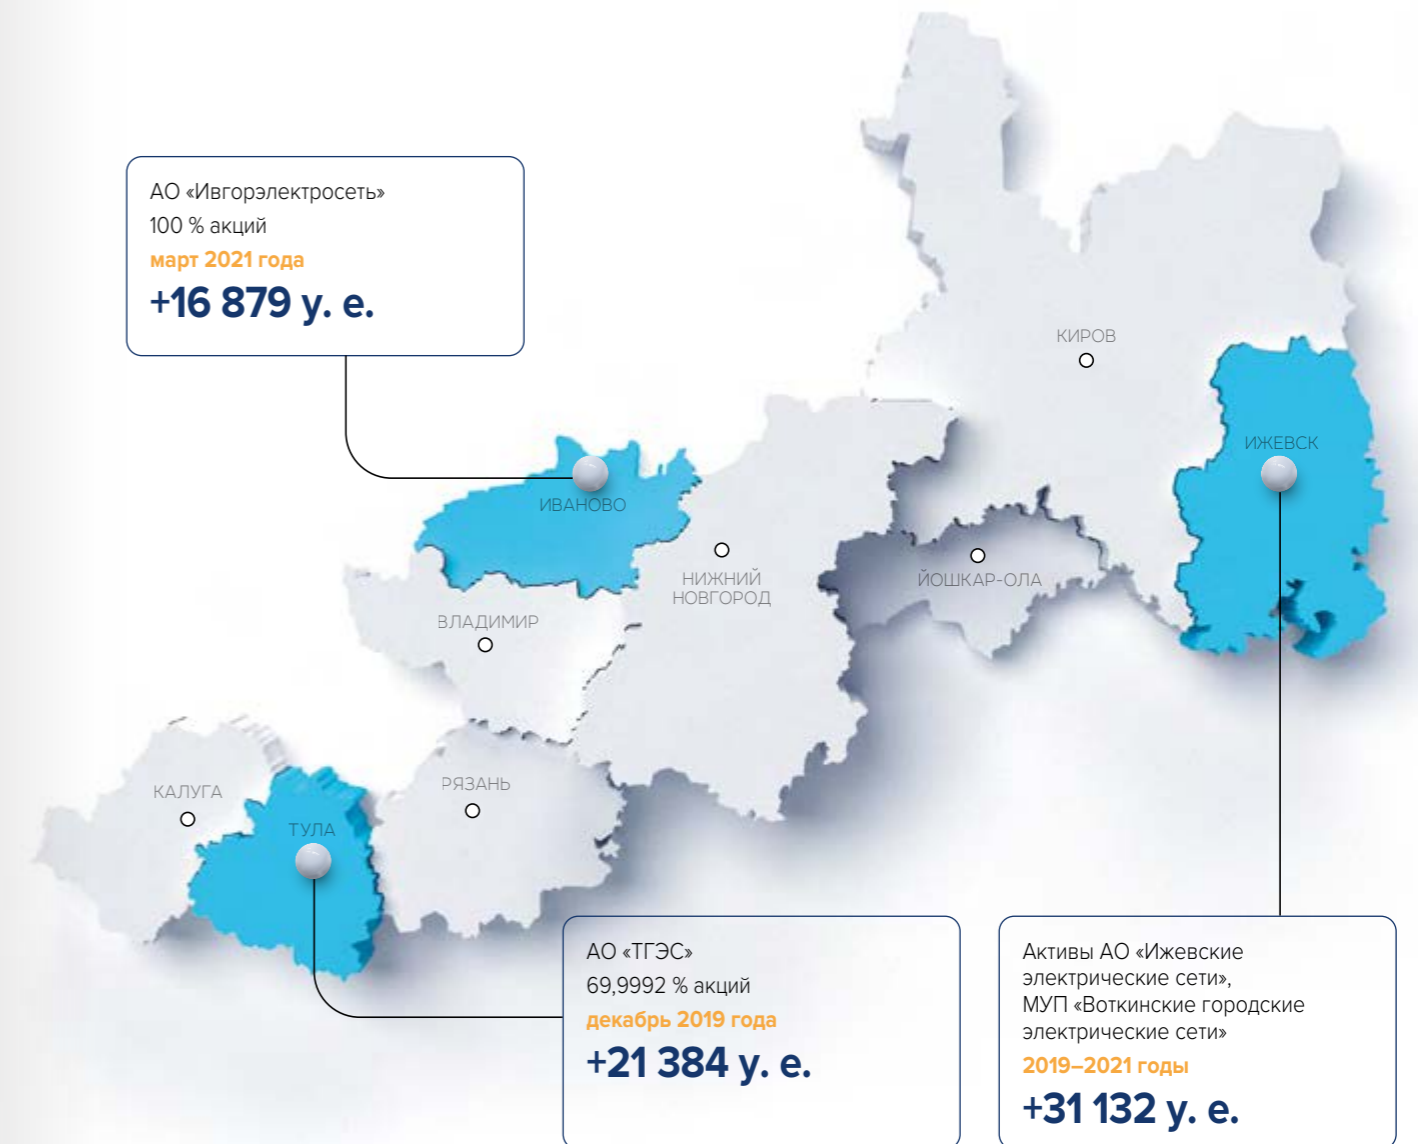 АО «Ивгорэлектросеть»
100 % акций
март 2021 года
+16 879 у. е.
КИРОВ
ИЖЕВСК
ИВАНОВО
НИЖНИЙ
НОВГОРОД
ЙОШКАР-ОЛА
ВЛАДИМИР
КАЛУГА
РЯЗАНЬ
ТУЛА
АО «ТГЭС»
69,9992 % акций
декабрь 2019 года
+21 384 у. е.
Активы АО «Ижевские
электрические сети»,
МУП «Воткинские городские
электрические сети»
2019–2021 годы
+31 132 у. е.